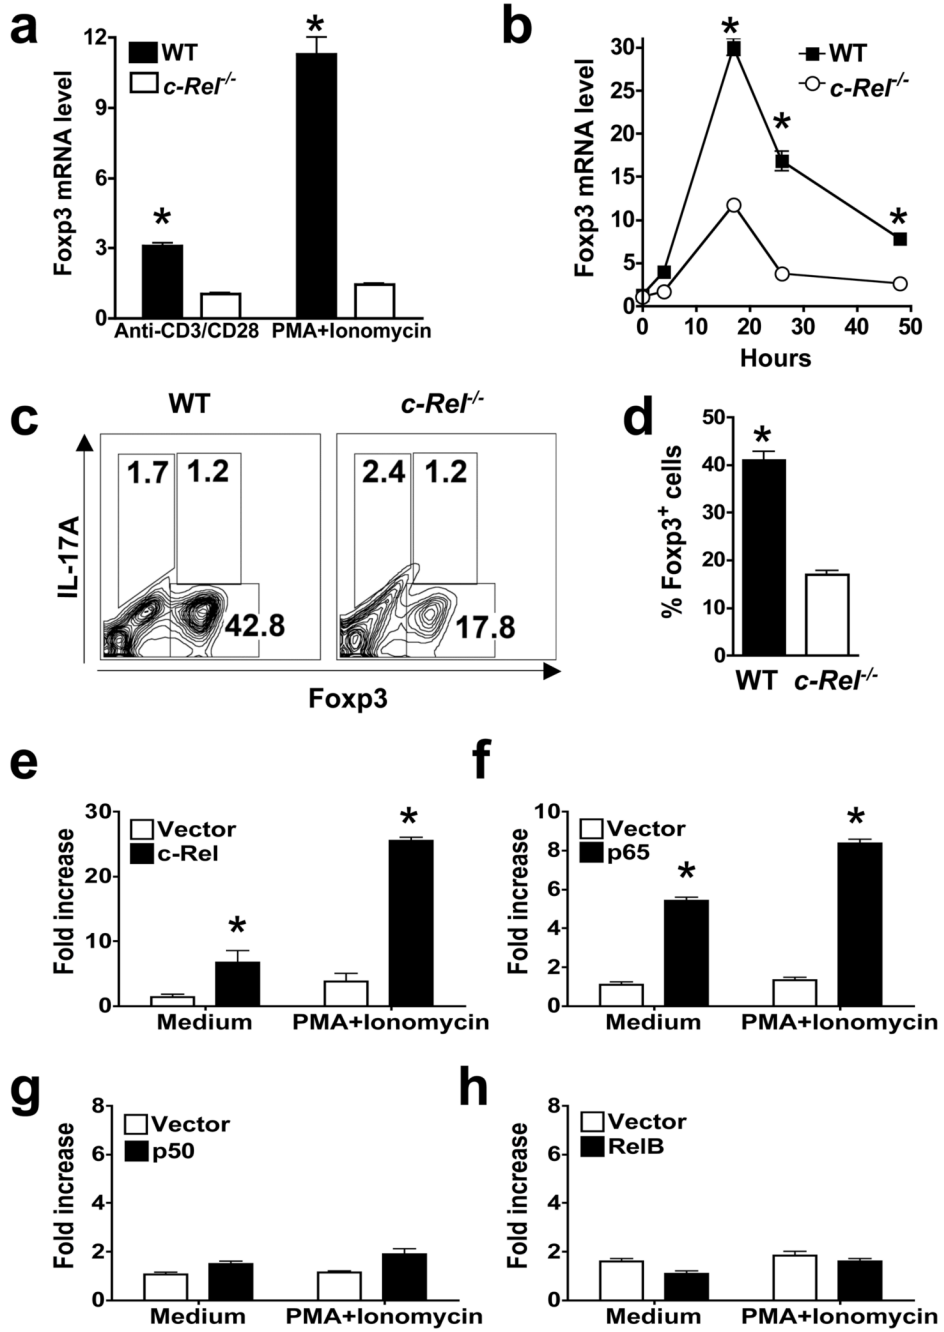 a
Foxp3 mRNA level
12
9
6
3
0
WT
c-Rel-/-
*
*
Anti-CD3/CD28
PMA+Ionomycin
b
Foxp3 mRNA level
30
25
20
15
10
5
0
WT
c-Rel-/-
*
*
*
0 10 20 30 40 50
Hours
c
WT
c-Rel-/-
IL-17A
1.7 1.2
42.8
2.4 1.2
17.8
Foxp3
d
% Foxp3+ cells
50
40
30
20
10
0
*
WT c-Rel-/-
e
Fold increase
30
20
10
0
Vector
c-Rel
*
*
Medium PMA+Ionomycin
f
Fold increase
10
8
6
4
2
0
Vector
p65
*
*
Medium PMA+Ionomycin
g
Fold increase
8
6
4
2
0
Vector
p50
Medium PMA+Ionomycin
h
Fold increase
8
6
4
2
0
Vector
RelB
Medium PMA+Ionomycin